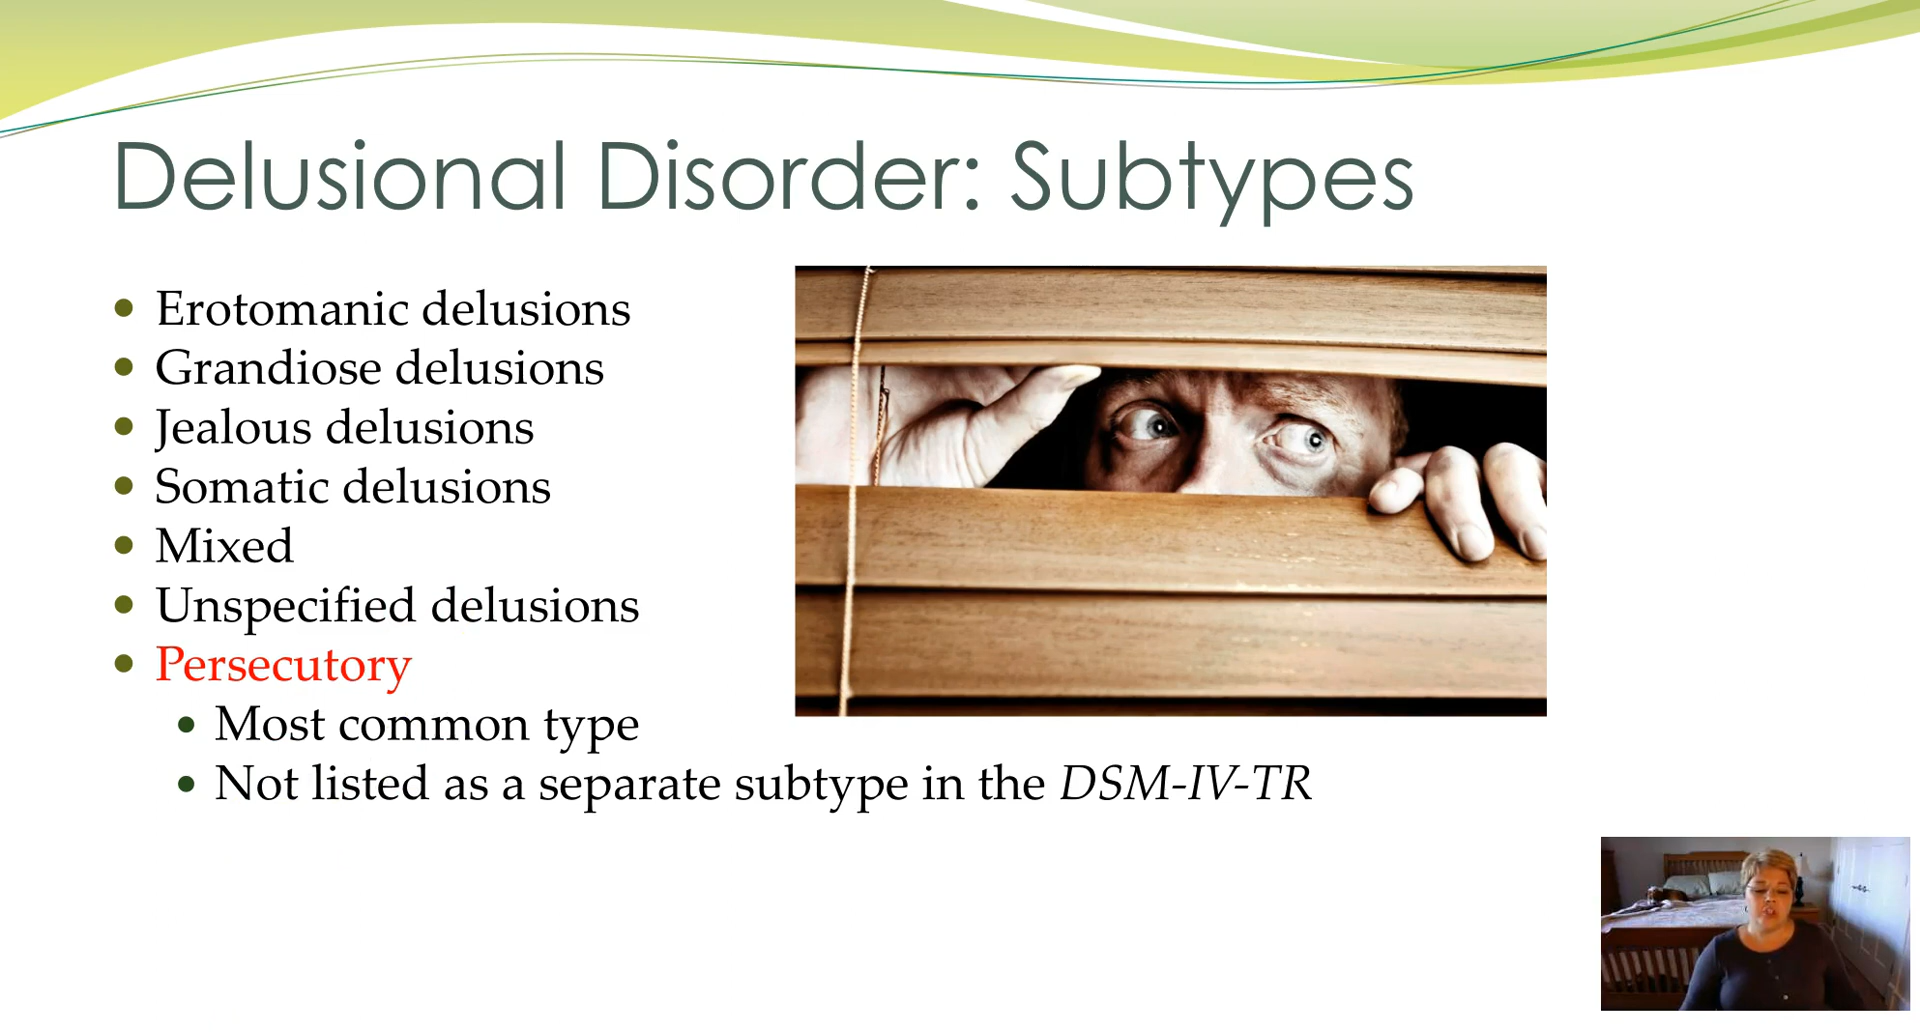 Delusional Disorder: Subtypes
Erotomanic delusions
Grandiose delusions
Jealous delusions
Somatic delusions
Mixed
Unspecified delusions
Persecutory
Most common type
Not listed as a separate subtype in the DSM-IV-TR